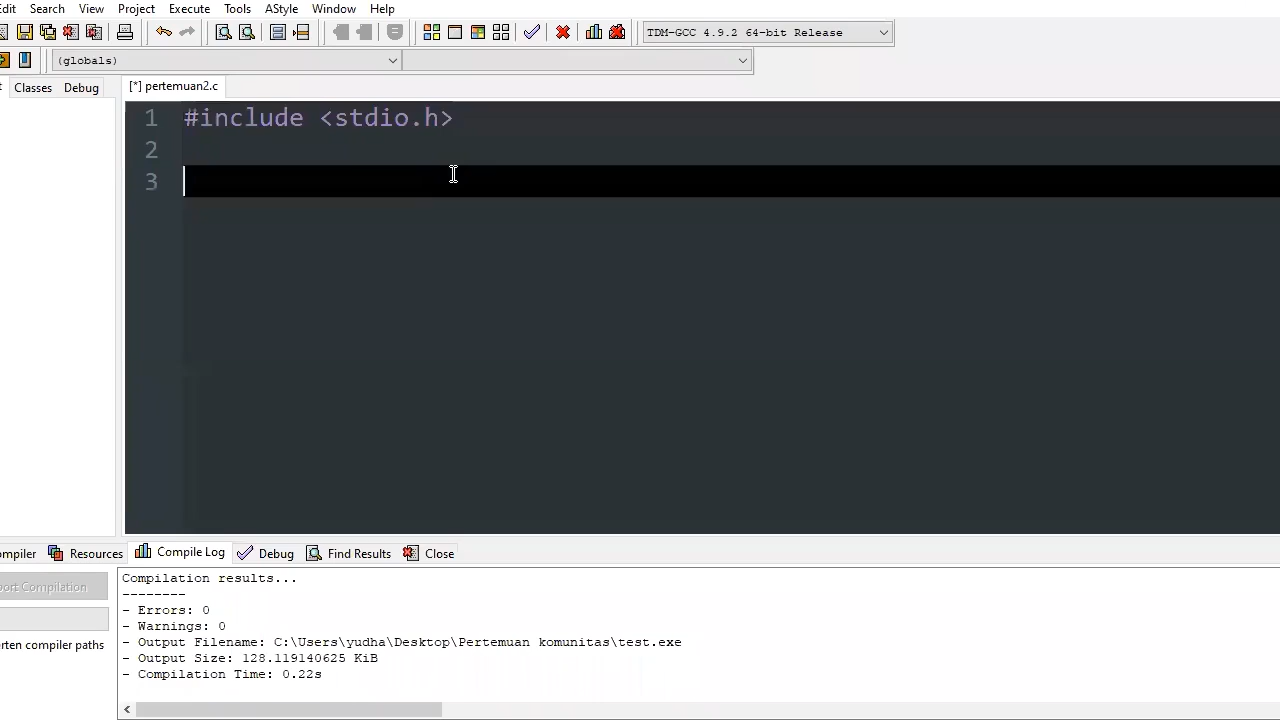 Edit Search View Project Execute Tools AStyle Window Help
TDM-GCC 4.9.2 64-bit Release
(globals)
Classes Debug [*] pertemuan2.c
1 #include <stdio.h>
2
3
Resources Compile Log Debug Find Results Close
Compilation results...
--------
- Errors: 0
- Warnings: 0
- Output Filename: C:\Users\yudha\Desktop\Pertemuan komunitas\test.exe
- Output Size: 128.119140625 KiB
- Compilation Time: 0.22s
compiler paths